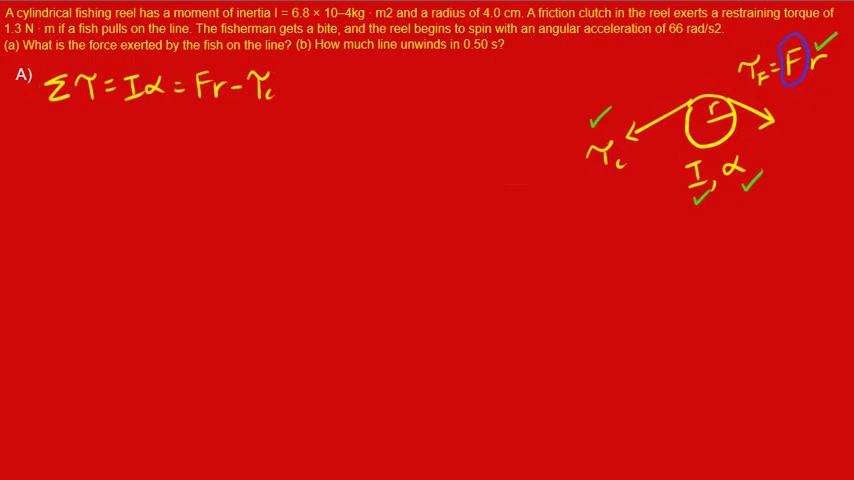 A cylindrical fishing reel has a moment of inertia I = 6.8 × 10–4kg · m2 and a radius of 4.0 cm. A friction clutch in the reel exerts a restraining torque of
1.3 N · m if a fish pulls on the line. The fisherman gets a bite, and the reel begins to spin with an angular acceleration of 66 rad/s2.
(a) What is the force exerted by the fish on the line? (b) How much line unwinds in 0.50 s?
A) Στ = Iα = Fr – τc
τF = Fr
r
τc
I, α